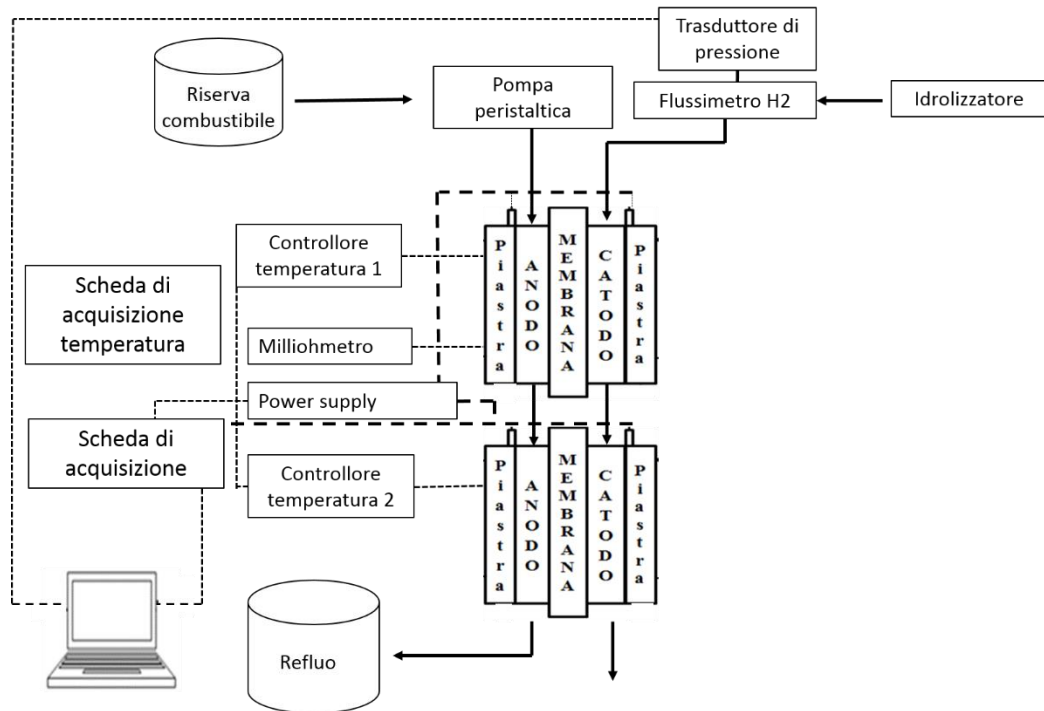 Trasduttore di
pressione
Riserva
combustibile
Pompa
peristaltica
Flussimetro H2
Idrolizzatore
Controllore
temperatura 1
Piastra
ANODO
MEMBRANA
CATODO
Piastra
Scheda di
acquisizione
temperatura
Milliohmetro
Power supply
Scheda di
acquisizione
Controllore
temperatura 2
Piastra
ANODO
MEMBRANA
CATODO
Piastra
Refluo